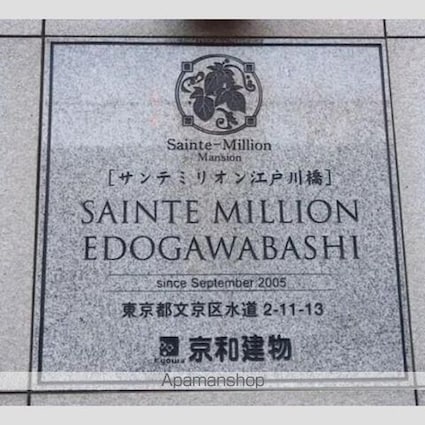 Sainte-Million
Mansion
[サンテミリオン江戸川橋]
SAINTE MILLION
EDOGAWABASHI
since September 2005
東京都文京区水道 2-11-13
Kyowa 京和建物
Apamanshop